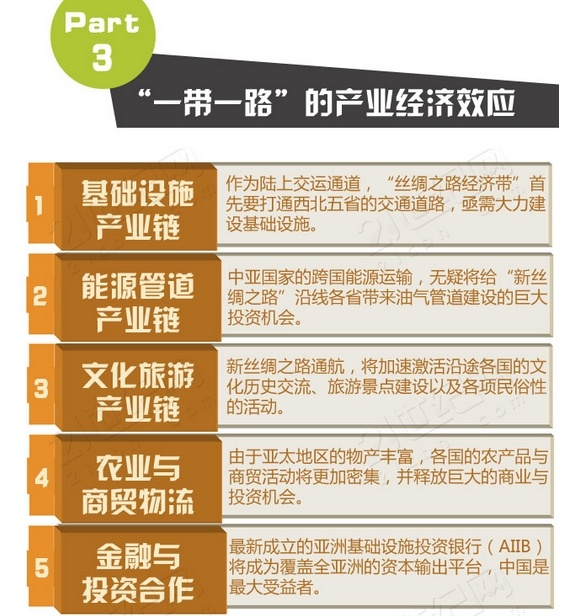 Part
3
“一带一路”的产业经济效应
1
基础设施
产业链
作为陆上交运通道，“丝绸之路经济带”首
先要打通西北五省的交通道路，亟需大力建
设基础设施。
2
能源管道
产业链
中亚国家的跨国能源运输，无疑将给“新丝
绸之路”沿线各省带来油气管道建设的巨大
投资机会。
3
文化旅游
产业链
新丝绸之路通航，将加速激活沿途各国的文
化历史交流、旅游景点建设以及各项民俗性
的活动。
4
农业与
商贸物流
由于亚太地区的物产丰富，各国的农产品与
商贸活动将更加密集，并释放巨大的商业与
投资机会。
5
金融与
投资合作
最新成立的亚洲基础设施投资银行（AIIB）
将成为覆盖全亚洲的资本输出平台，中国是
最大受益者。